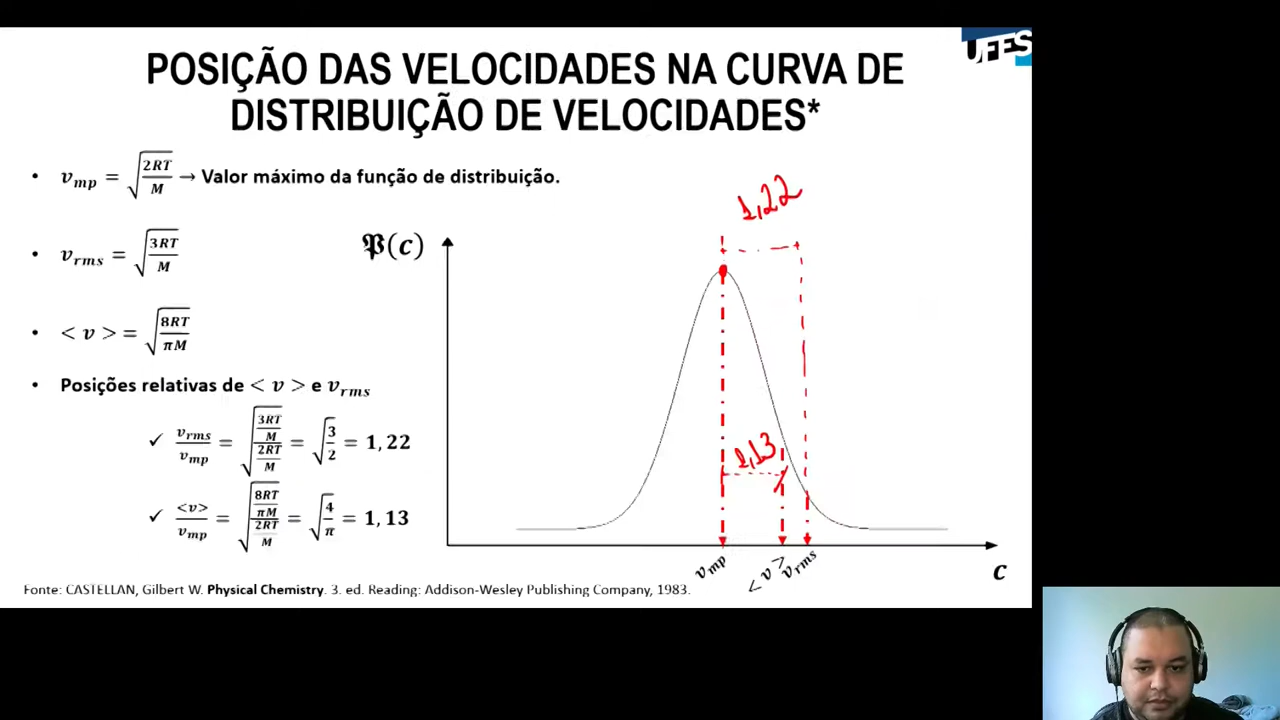 UFES
POSIÇÃO DAS VELOCIDADES NA CURVA DE
DISTRIBUIÇÃO DE VELOCIDADES*
• v_mp = √(2RT/M) → Valor máximo da função de distribuição.
• v_rms = √(3RT/M)
• < v > = √(8RT/πM)
• Posições relativas de < v > e v_rms
✓ v_rms/v_mp = √((3RT/M)/(2RT/M)) = √(3/2) = 1,22
✓ <v>/v_mp = √((8RT/πM)/(2RT/M)) = √(4/π) = 1,13
𝔓(c)
1,22
1,13
v_mp
< v >
v_rms
c
Fonte: CASTELLAN, Gilbert W. Physical Chemistry. 3. ed. Reading: Addison-Wesley Publishing Company, 1983.